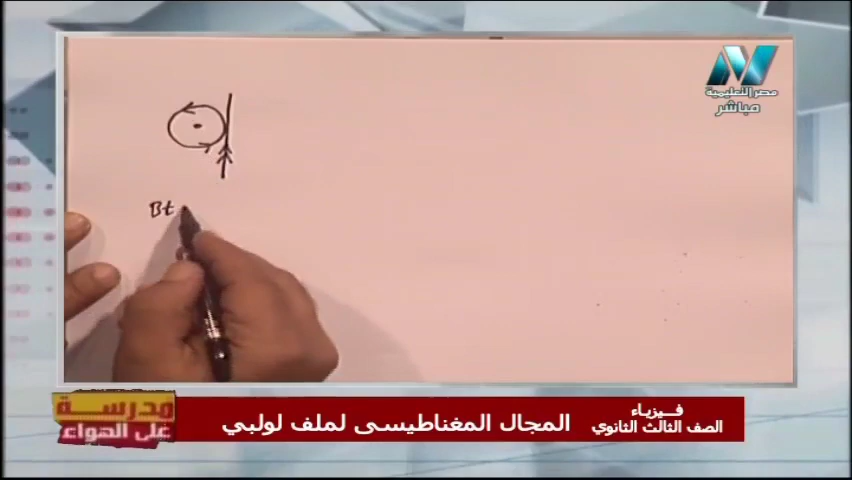 مصر التعليمية
مباشر
Bt
مدرسة
على الهواء
فيزياء
الصف الثالث الثانوي
المجال المغناطيسى لملف لولبي